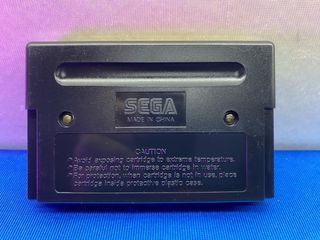 SEGA
MADE IN CHINA
CAUTION
*Avoid exposing cartridge to extreme temperature.
*Be careful not to immerse cartridge in water.
*For protection, when cartridge is not in use, place
cartridge inside protective plastic case.